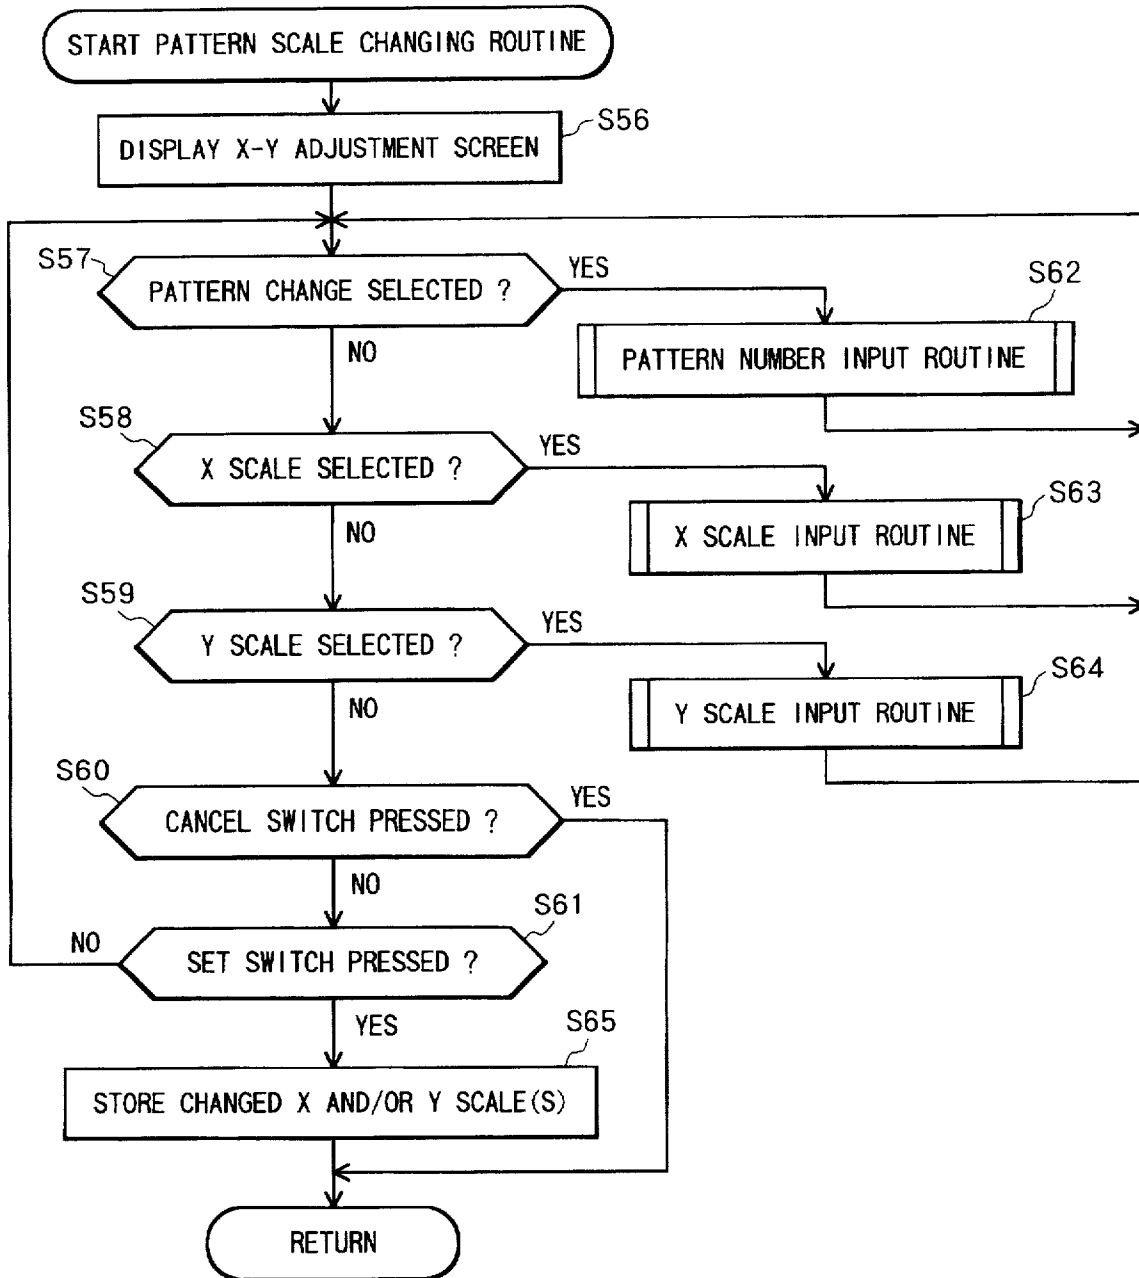 START PATTERN SCALE CHANGING ROUTINE
S56
DISPLAY X-Y ADJUSTMENT SCREEN
S57
PATTERN CHANGE SELECTED ?
YES
NO
S62
PATTERN NUMBER INPUT ROUTINE
S58
X SCALE SELECTED ?
YES
NO
S63
X SCALE INPUT ROUTINE
S59
Y SCALE SELECTED ?
YES
NO
S64
Y SCALE INPUT ROUTINE
S60
CANCEL SWITCH PRESSED ?
YES
NO
S61
NO
SET SWITCH PRESSED ?
YES
S65
STORE CHANGED X AND/OR Y SCALE(S)
RETURN